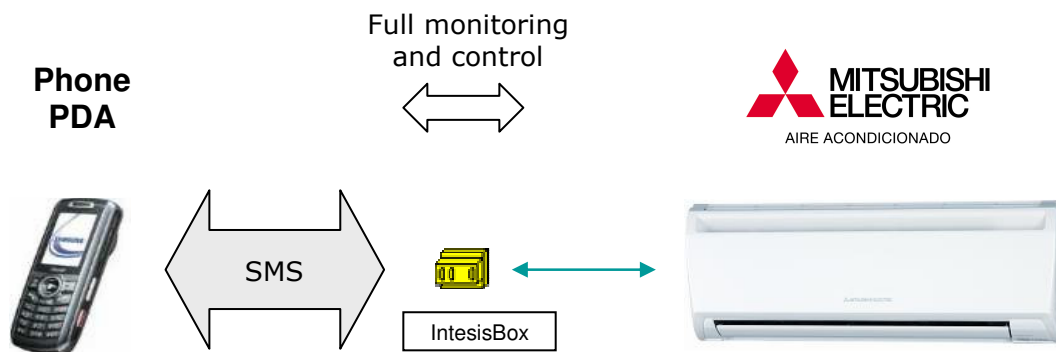 Full monitoring
and control
Phone
PDA
MITSUBISHI
ELECTRIC
AIRE ACONDICIONADO
SMS
IntesisBox